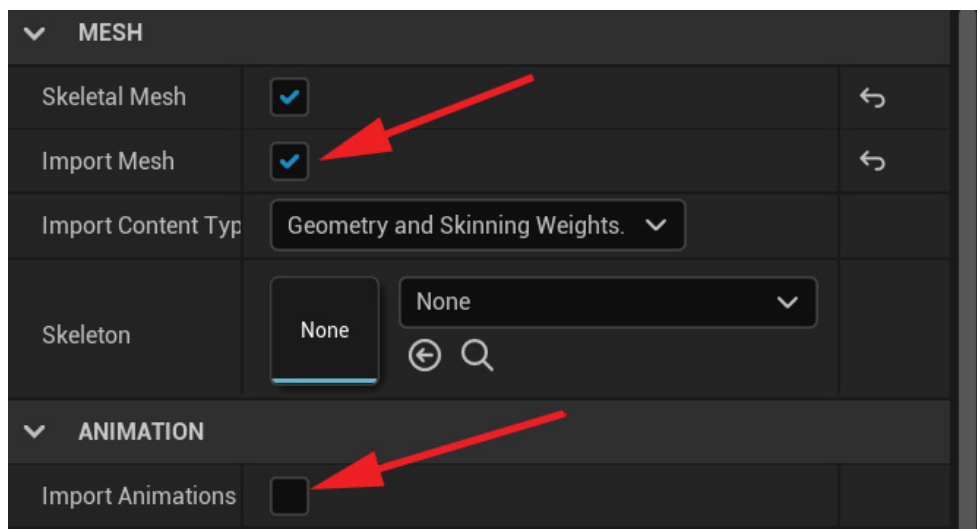 MESH
Skeletal Mesh
Import Mesh
Import Content Typ
Geometry and Skinning Weights.
Skeleton
None
None
ANIMATION
Import Animations